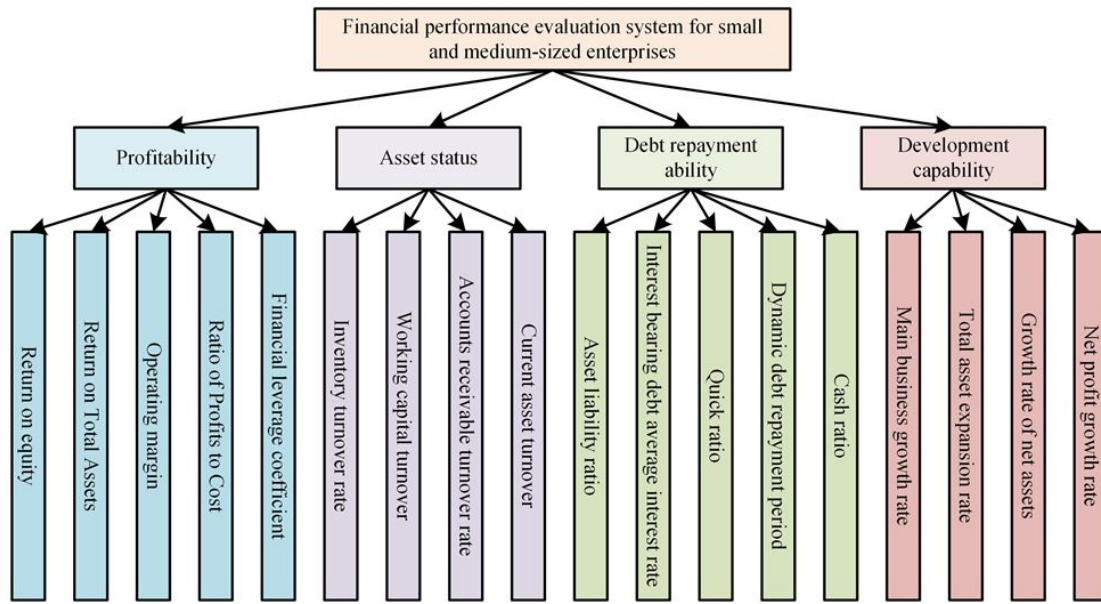 Financial performance evaluation system for small
and medium-sized enterprises
Profitability
Asset status
Debt repayment
ability
Development
capability
Return on equity
Return on Total Assets
Operating margin
Ratio of Profits to Cost
Financial leverage coefficient
Inventory turnover rate
Working capital turnover
Accounts receivable turnover rate
Current asset turnover
Asset liability ratio
Interest bearing debt average interest rate
Quick ratio
Dynamic debt repayment period
Cash ratio
Main business growth rate
Total asset expansion rate
Growth rate of net assets
Net profit growth rate